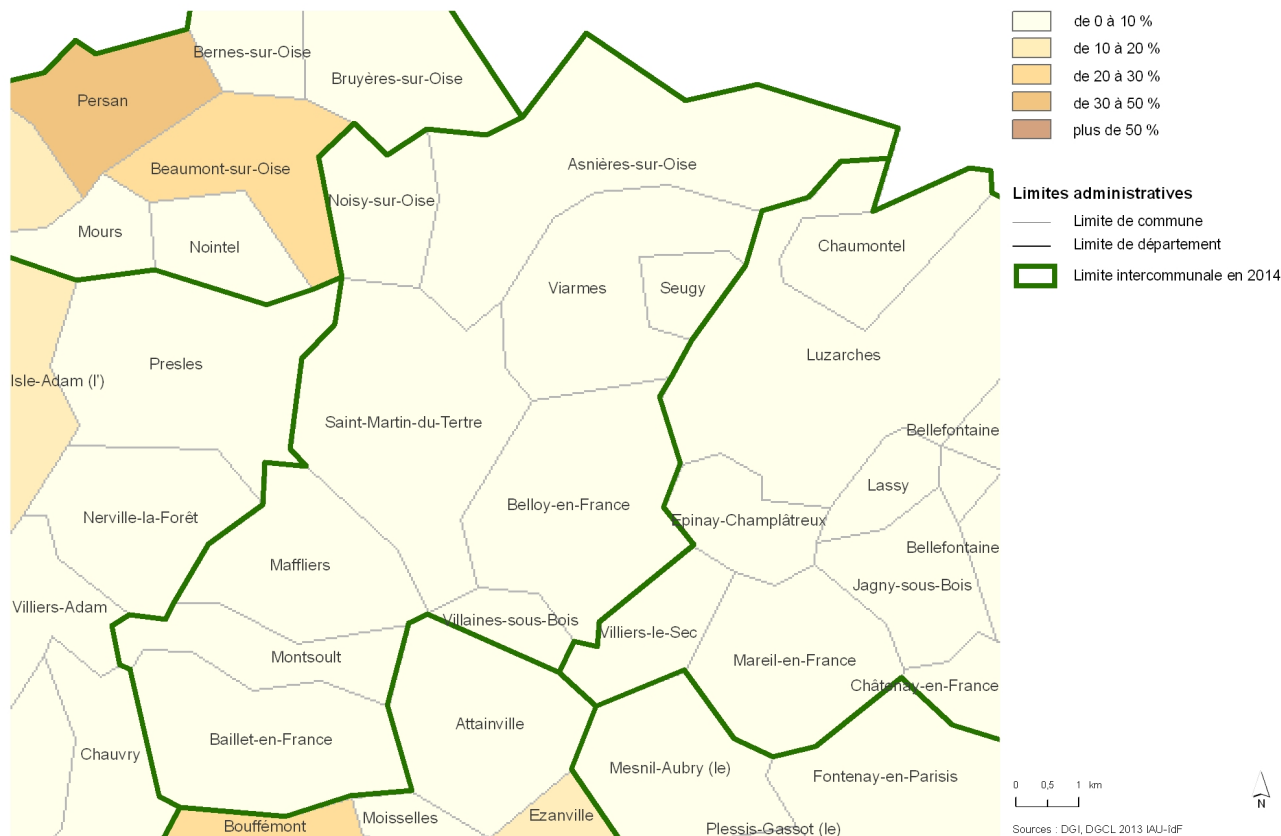 Bernes-sur-Oise
Bruyères-sur-Oise
Persan
Beaumont-sur-Oise
Asnières-sur-Oise
Noisy-sur-Oise
Mours
Nointel
Chaumontel
Viarmes
Seugy
Presles
Luzarches
Isle-Adam (l')
Saint-Martin-du-Tertre
Bellefontaine
Lassy
Belloy-en-France
Nerville-la-Forêt
Epinay-Champlâtreux
Bellefontaine
Maffliers
Jagny-sous-Bois
Villiers-Adam
Villaines-sous-Bois
Villiers-le-Sec
Montsoult
Mareil-en-France
Châtenay-en-France
Attainville
Baillet-en-France
Chauvry
Mesnil-Aubry (le)
Fontenay-en-Parisis
Moisselles
Ezanville
Bouffémont
Plessis-Gassot (le)
de 0 à 10 %
de 10 à 20 %
de 20 à 30 %
de 30 à 50 %
plus de 50 %
Limites administratives
Limite de commune
Limite de département
Limite intercommunale en 2014
0 0,5 1 km
N
Sources : DGI, DGCL 2013 IAU-îdF